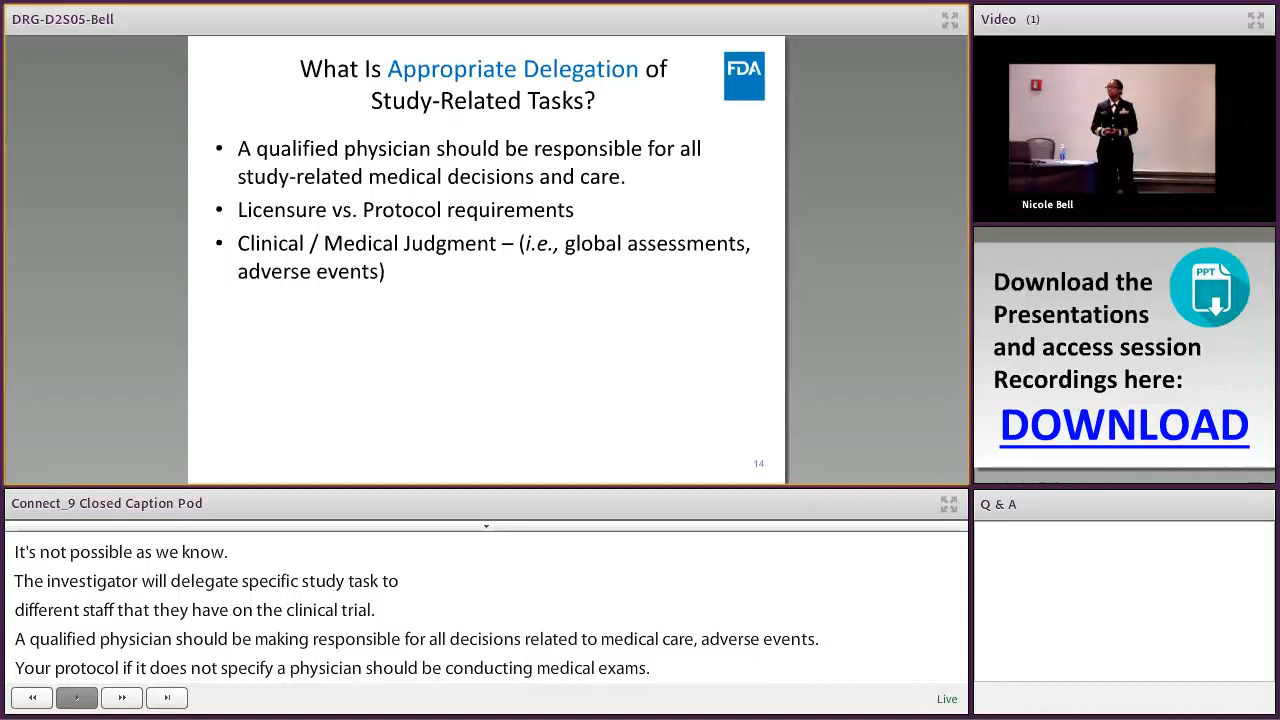 DRG-D2S05-Bell
What Is Appropriate Delegation of
Study-Related Tasks?
FDA
• A qualified physician should be responsible for all
study-related medical decisions and care.
• Licensure vs. Protocol requirements
• Clinical / Medical Judgment – (i.e., global assessments,
adverse events)
14
Video (1)
Nicole Bell
PPT
Download the
Presentations
and access session
Recordings here:
DOWNLOAD
Connect_9 Closed Caption Pod
It's not possible as we know.
The investigator will delegate specific study task to
different staff that they have on the clinical trial.
A qualified physician should be making responsible for all decisions related to medical care, adverse events.
Your protocol if it does not specify a physician should be conducting medical exams.
Live
Q & A